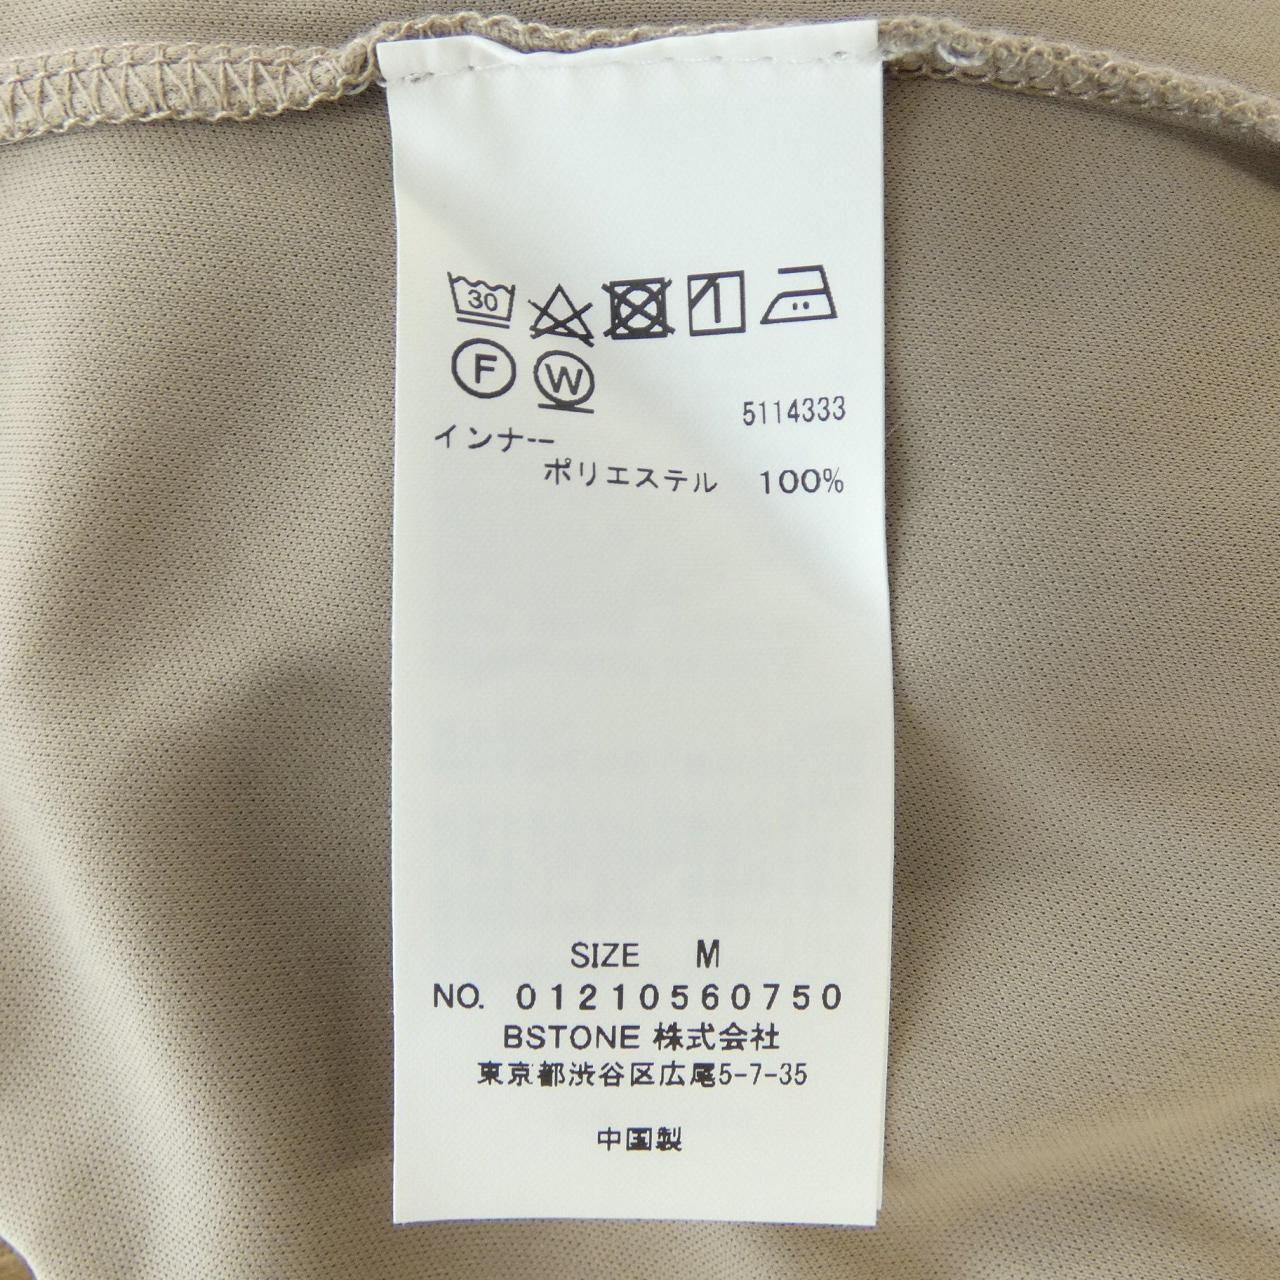 30
F W
5114333
インナー
ポリエステル 100%
SIZE M
NO. 01210560750
BSTONE 株式会社
東京都渋谷区広尾5-7-35
中国製